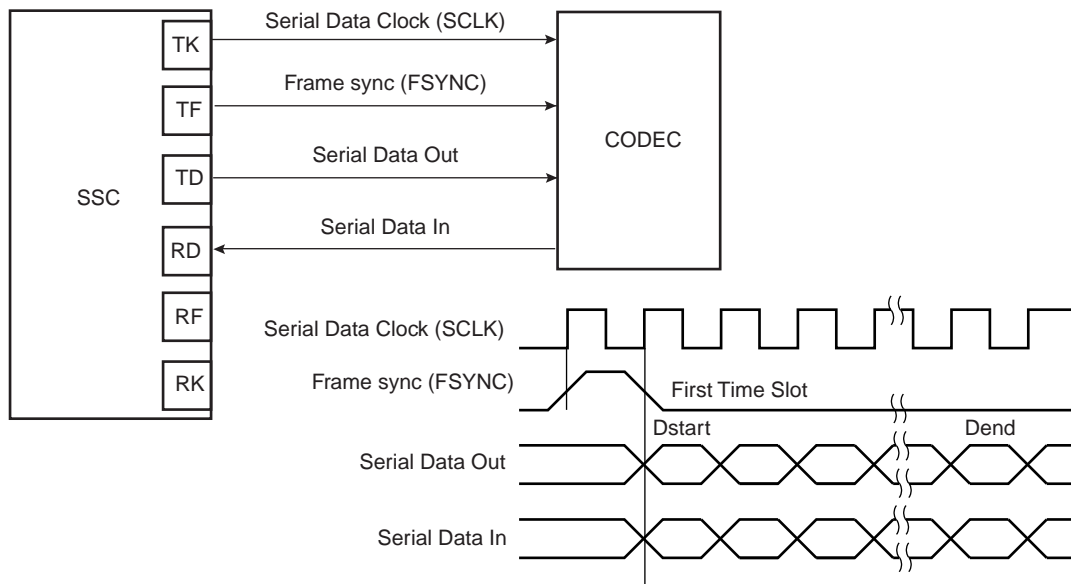 Serial Data Clock (SCLK)
TK
Frame sync (FSYNC)
TF
CODEC
Serial Data Out
TD
SSC
Serial Data In
RD
RF
Serial Data Clock (SCLK)
RK
Frame sync (FSYNC)
First Time Slot
Dstart
Dend
Serial Data Out
Serial Data In